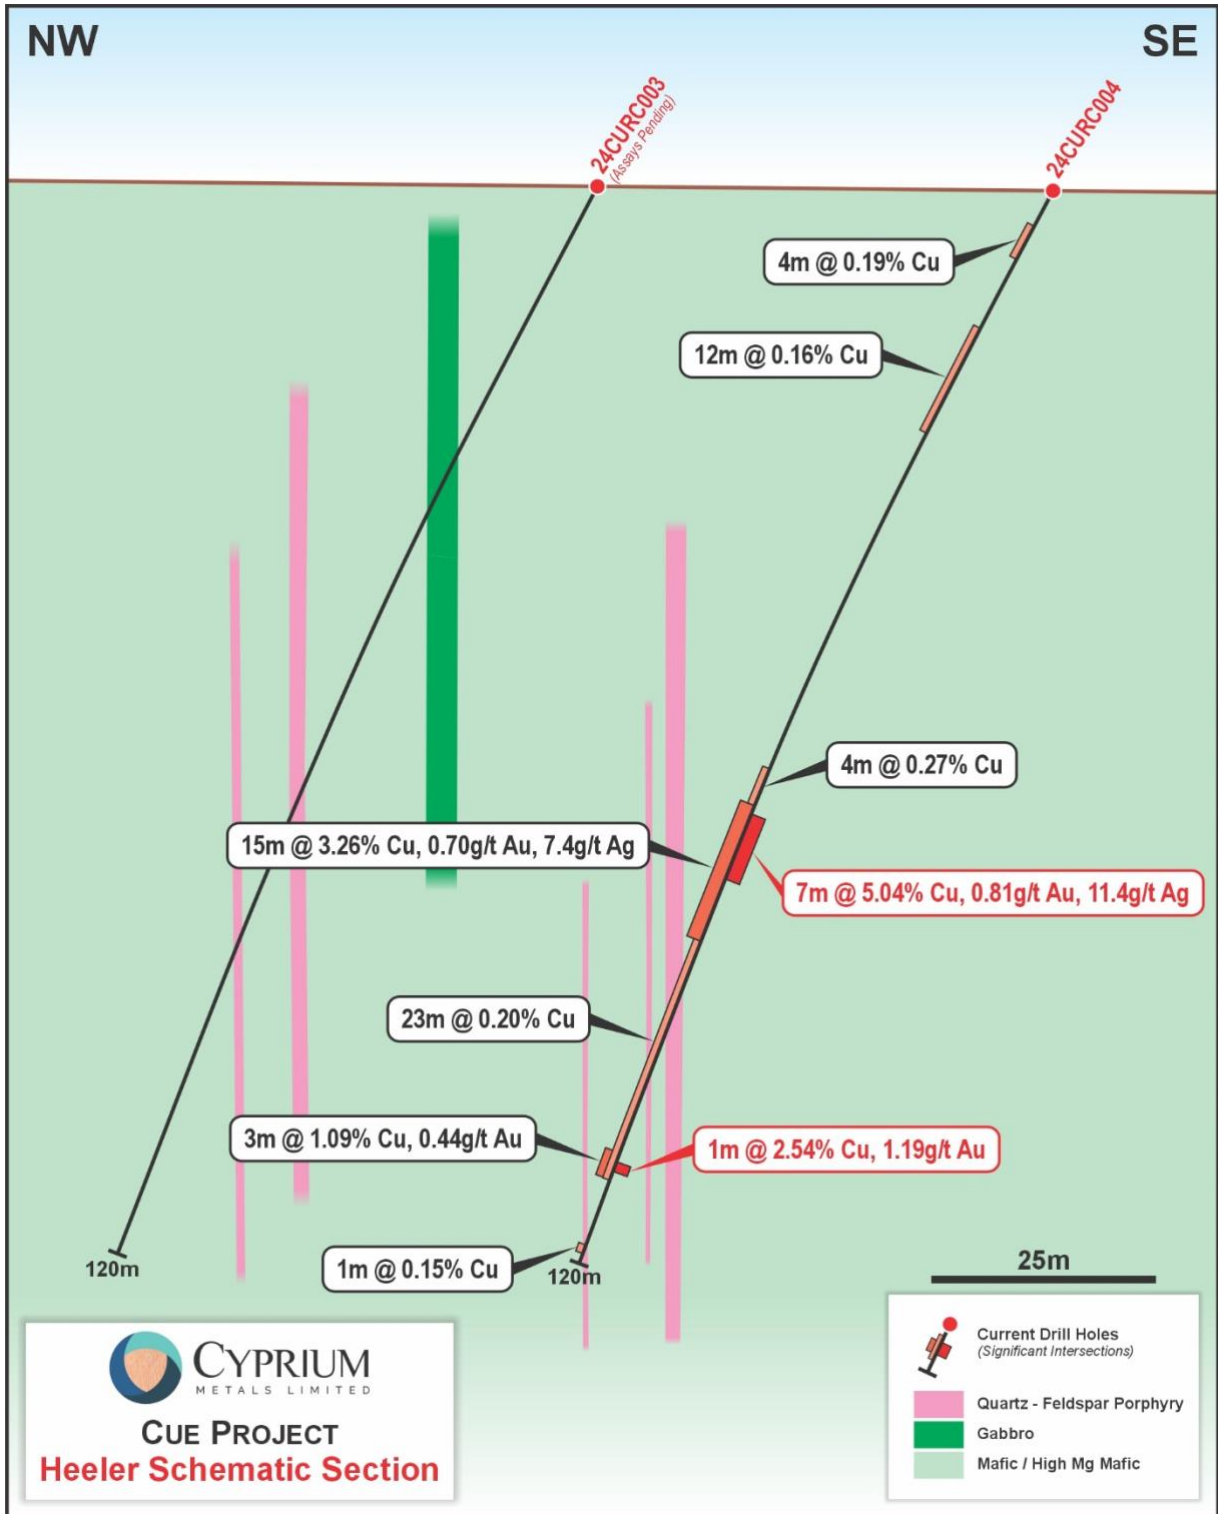 NW
SE
24CURC003
(Assays Pending)
24CURC004
4m @ 0.19% Cu
12m @ 0.16% Cu
4m @ 0.27% Cu
15m @ 3.26% Cu, 0.70g/t Au, 7.4g/t Ag
7m @ 5.04% Cu, 0.81g/t Au, 11.4g/t Ag
23m @ 0.20% Cu
3m @ 1.09% Cu, 0.44g/t Au
1m @ 2.54% Cu, 1.19g/t Au
1m @ 0.15% Cu
120m
120m
25m
CYPRIUM
METALS LIMITED
CUE PROJECT
Heeler Schematic Section
Current Drill Holes
(Significant Intersections)
Quartz - Feldspar Porphyry
Gabbro
Mafic / High Mg Mafic